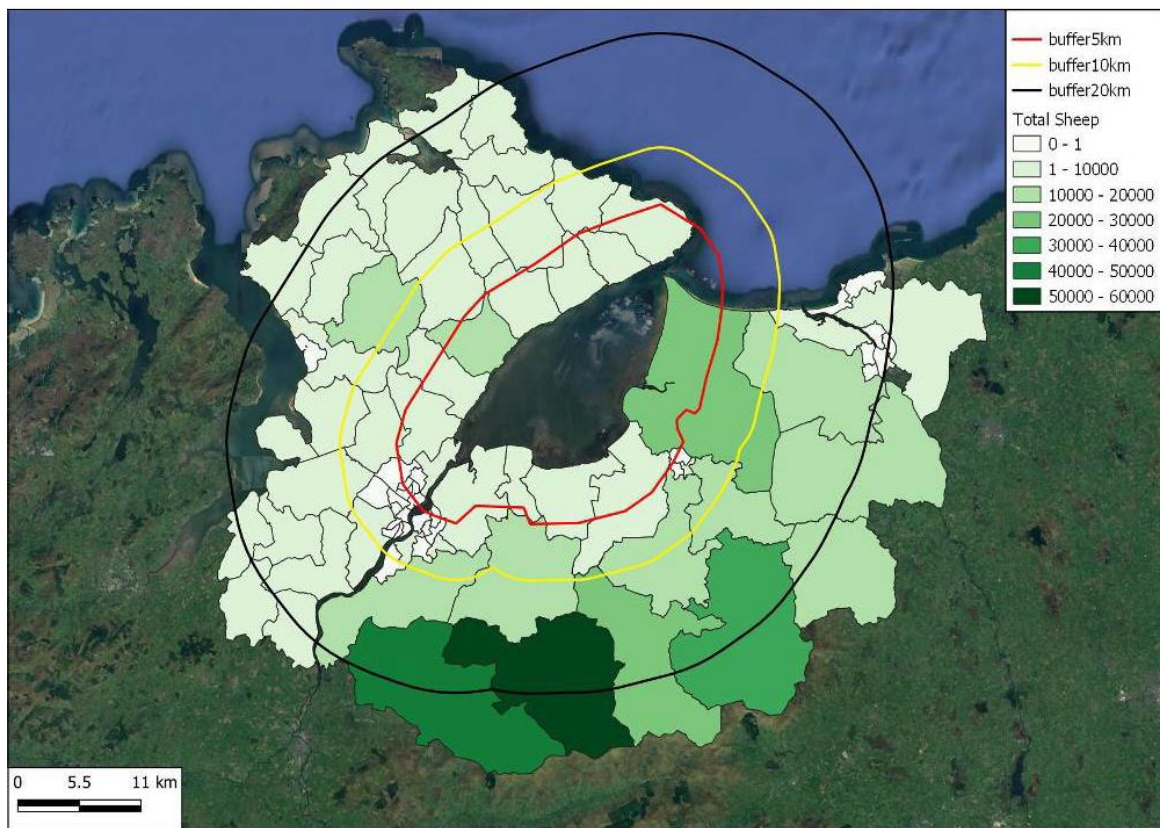 buffer5km
buffer10km
buffer20km
Total Sheep
0 - 1
1 - 10000
10000 - 20000
20000 - 30000
30000 - 40000
40000 - 50000
50000 - 60000
0 5.5 11 km